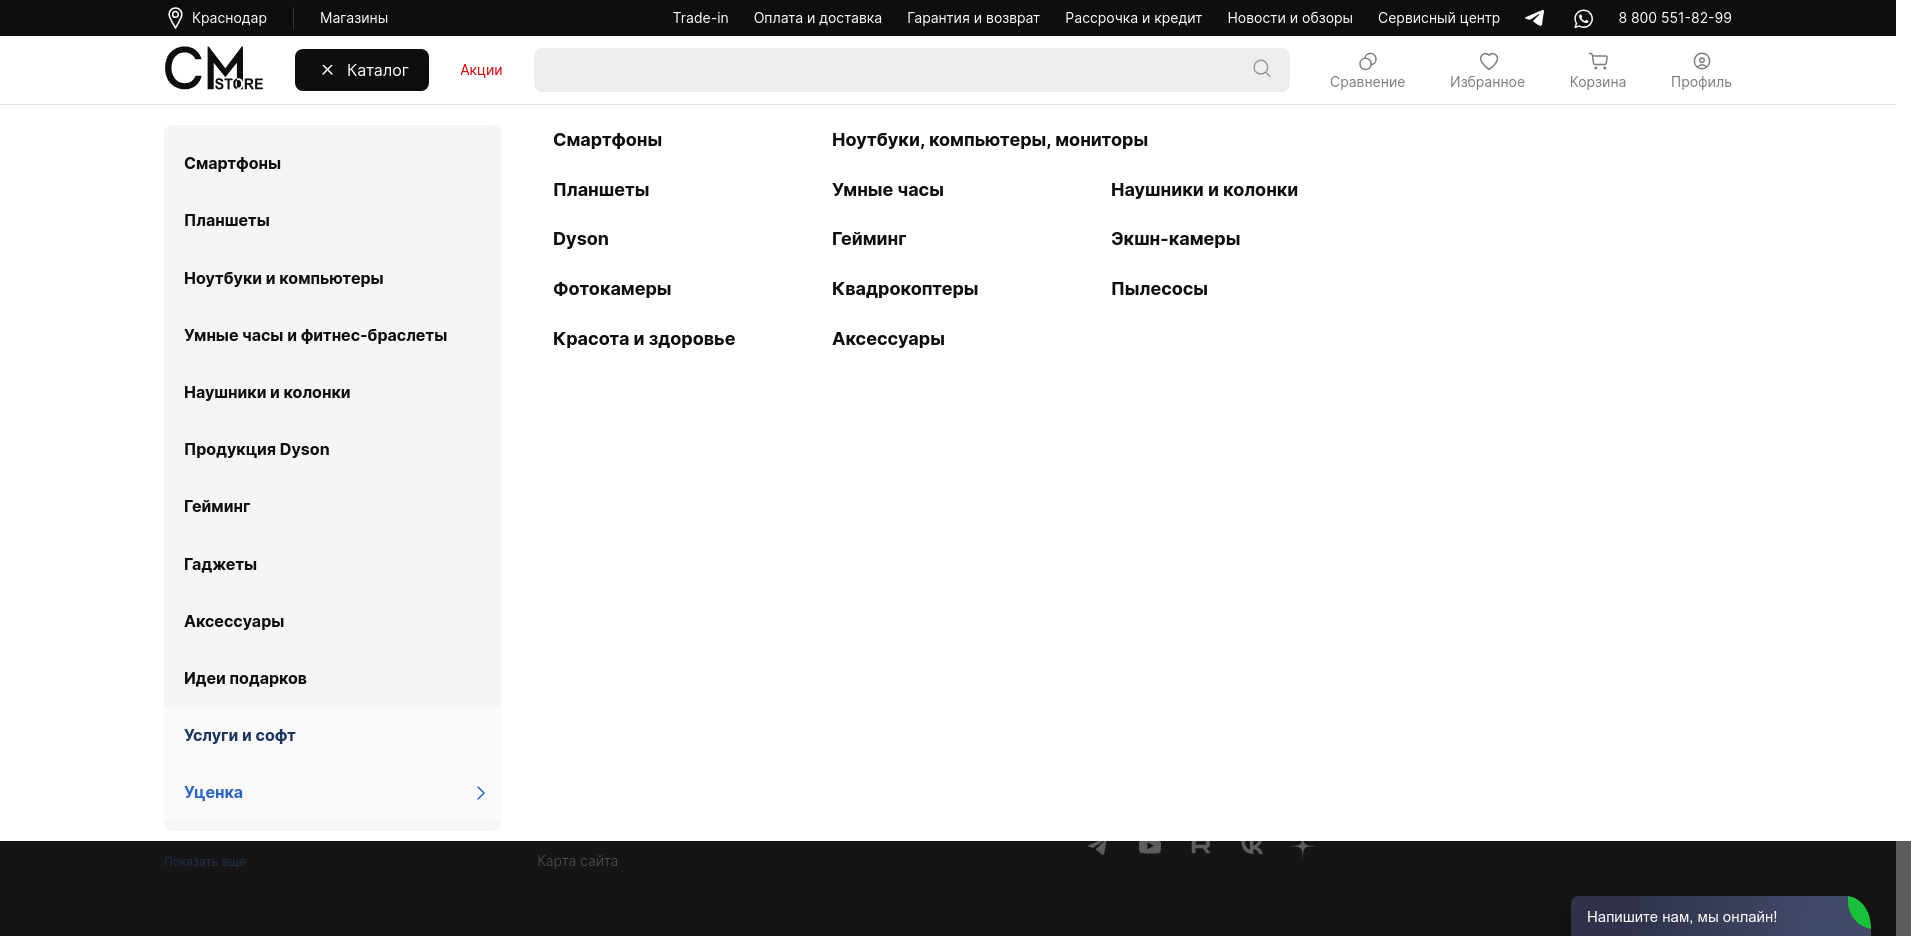 Краснодар
Магазины
Trade-in
Оплата и доставка
Гарантия и возврат
Рассрочка и кредит
Новости и обзоры
Сервисный центр
8 800 551-82-99
CM STORE
Каталог
Акции
Сравнение
Избранное
Корзина
Профиль
Смартфоны
Планшеты
Ноутбуки и компьютеры
Умные часы и фитнес-браслеты
Наушники и колонки
Продукция Dyson
Гейминг
Гаджеты
Аксессуары
Идеи подарков
Услуги и софт
Уценка
Смартфоны
Ноутбуки, компьютеры, мониторы
Планшеты
Умные часы
Наушники и колонки
Dyson
Гейминг
Экшн-камеры
Фотокамеры
Квадрокоптеры
Пылесосы
Красота и здоровье
Аксессуары
Показать еще
Карта сайта
Напишите нам, мы онлайн!